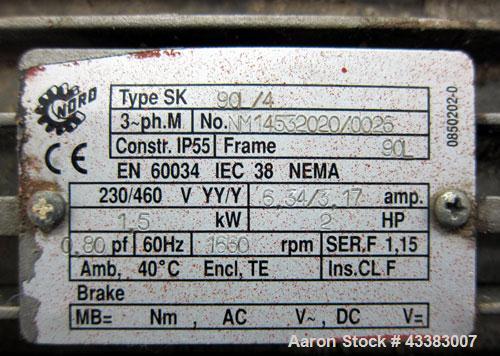 NORD
Type SK 90L/4
3~ph.M No. NM14532020/0026
Constr. IP55 Frame 90L
CE EN 60034 IEC 38 NEMA
230/460 V YY/Y 6,34/3,17 amp.
1,5 kW 2 HP
0,80 pf 60Hz 1660 rpm SER.F 1,15
Amb, 40°C Encl, TE Ins.CL F
Brake
MB= Nm, AC V~, DC V=
0850202-0
Aaron Stock # 43383007